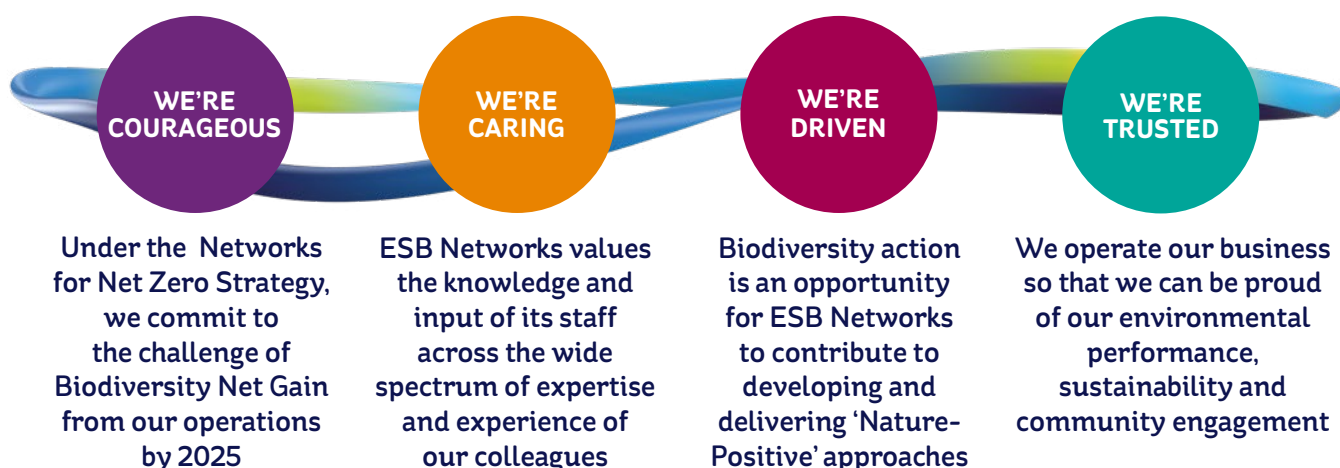 WE'RE
COURAGEOUS
Under the Networks
for Net Zero Strategy,
we commit to
the challenge of
Biodiversity Net Gain
from our operations
by 2025
WE'RE
CARING
ESB Networks values
the knowledge and
input of its staff
across the wide
spectrum of expertise
and experience of
our colleagues
WE'RE
DRIVEN
Biodiversity action
is an opportunity
for ESB Networks
to contribute to
developing and
delivering ‘Nature-
Positive’ approaches
WE'RE
TRUSTED
We operate our business
so that we can be proud
of our environmental
performance,
sustainability and
community engagement